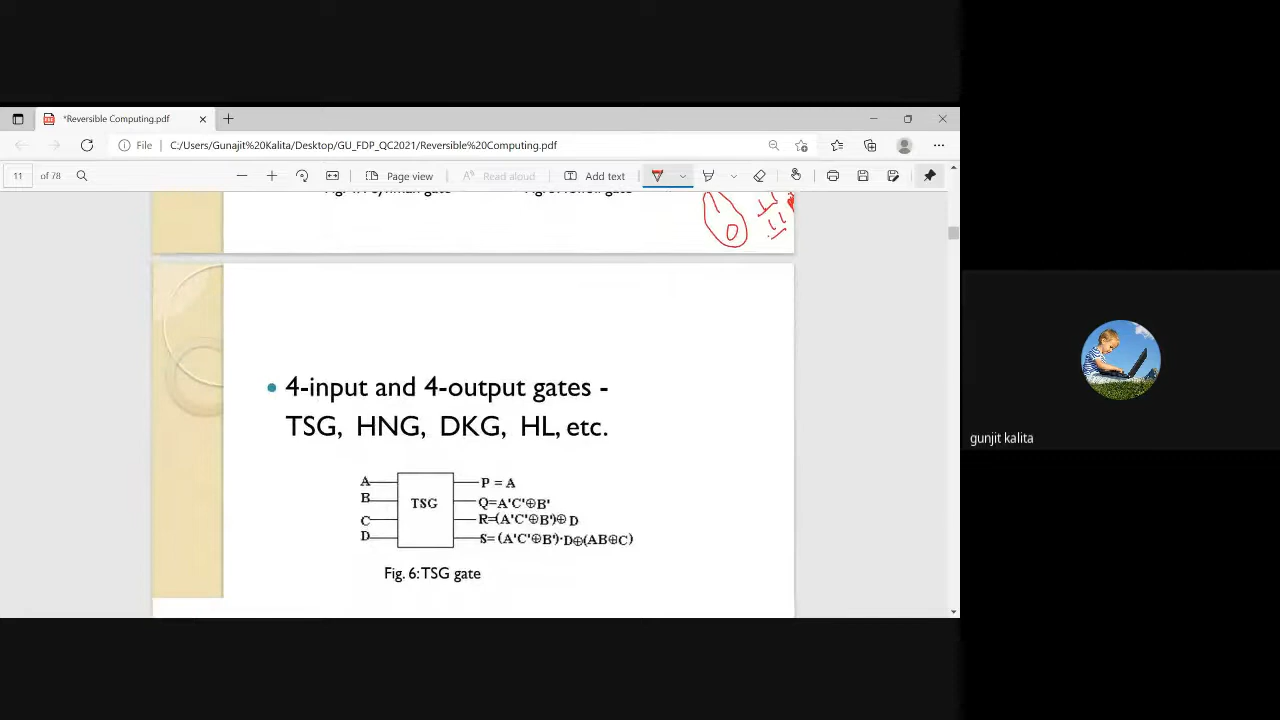 *Reversible Computing.pdf
File C:/Users/Gunajit%20Kalita/Desktop/GU_FDP_QC2021/Reversible%20Computing.pdf
11 of 78 Page view Read aloud Add text
4-input and 4-output gates -
TSG, HNG, DKG, HL, etc.
A P = A
B TSG Q=A'C'⊕B'
C R=(A'C'⊕B')⊕D
D S=(A'C'⊕B')·D⊕(AB⊕C)
Fig. 6: TSG gate
gunjit kalita